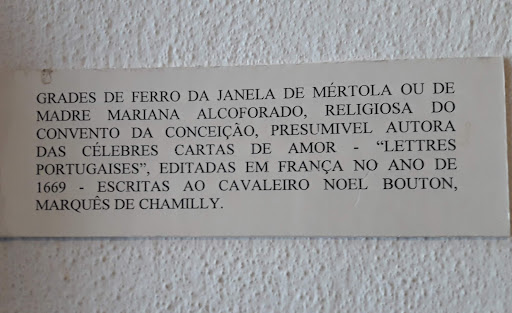 GRADES DE FERRO DA JANELA DE MÉRTOLA OU DE
MADRE MARIANA ALCOFORADO, RELIGIOSA DO
CONVENTO DA CONCEIÇÃO, PRESUMIVEL AUTORA
DAS CÉLEBRES CARTAS DE AMOR - “LETTRES
PORTUGAISES”, EDITADAS EM FRANÇA NO ANO DE
1669 - ESCRITAS AO CAVALEIRO NOEL BOUTON,
MARQUÊS DE CHAMILLY.